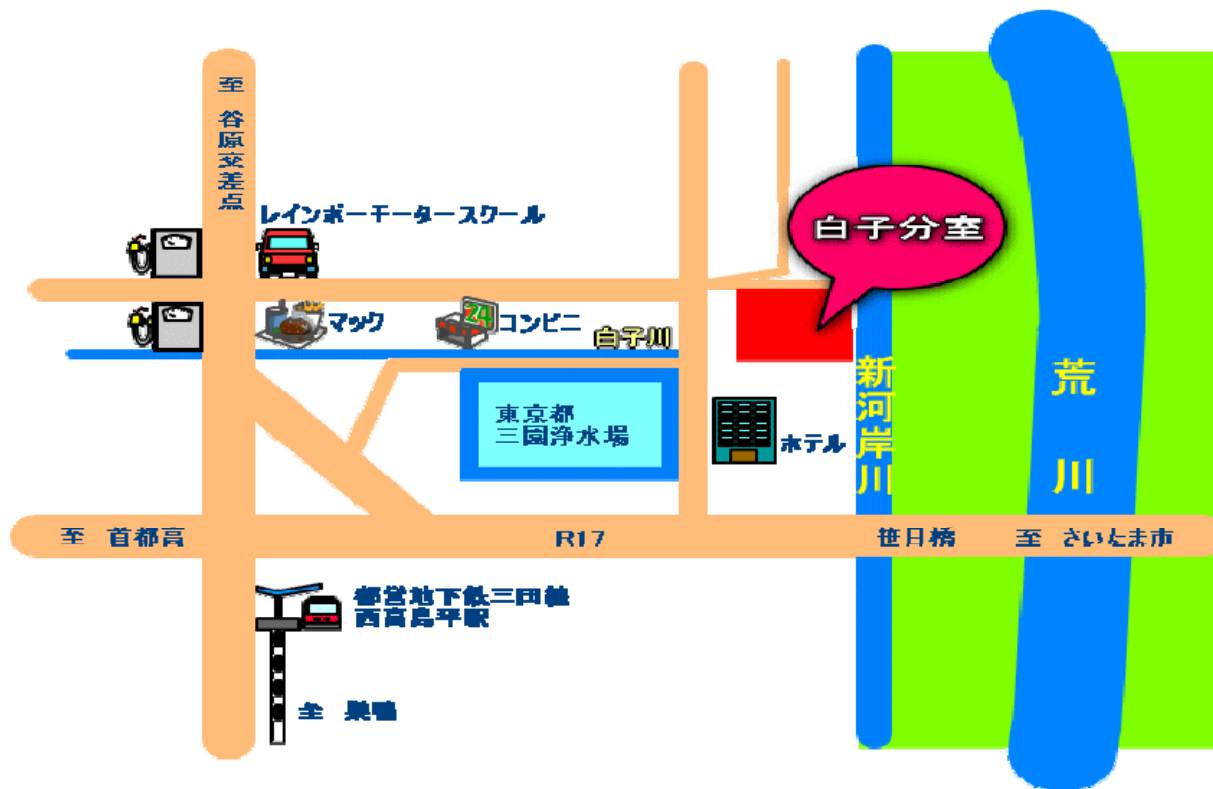 至 谷原交差点
レインボーモータースクール
白子分室
マック
24
コンビニ
白子川
新河岸川
荒川
東京都
三園浄水場
ホテル
至 首都高
R17
笹目橋
至 さいたま市
都営地下鉄三田線
西高島平駅
至 巣鴨